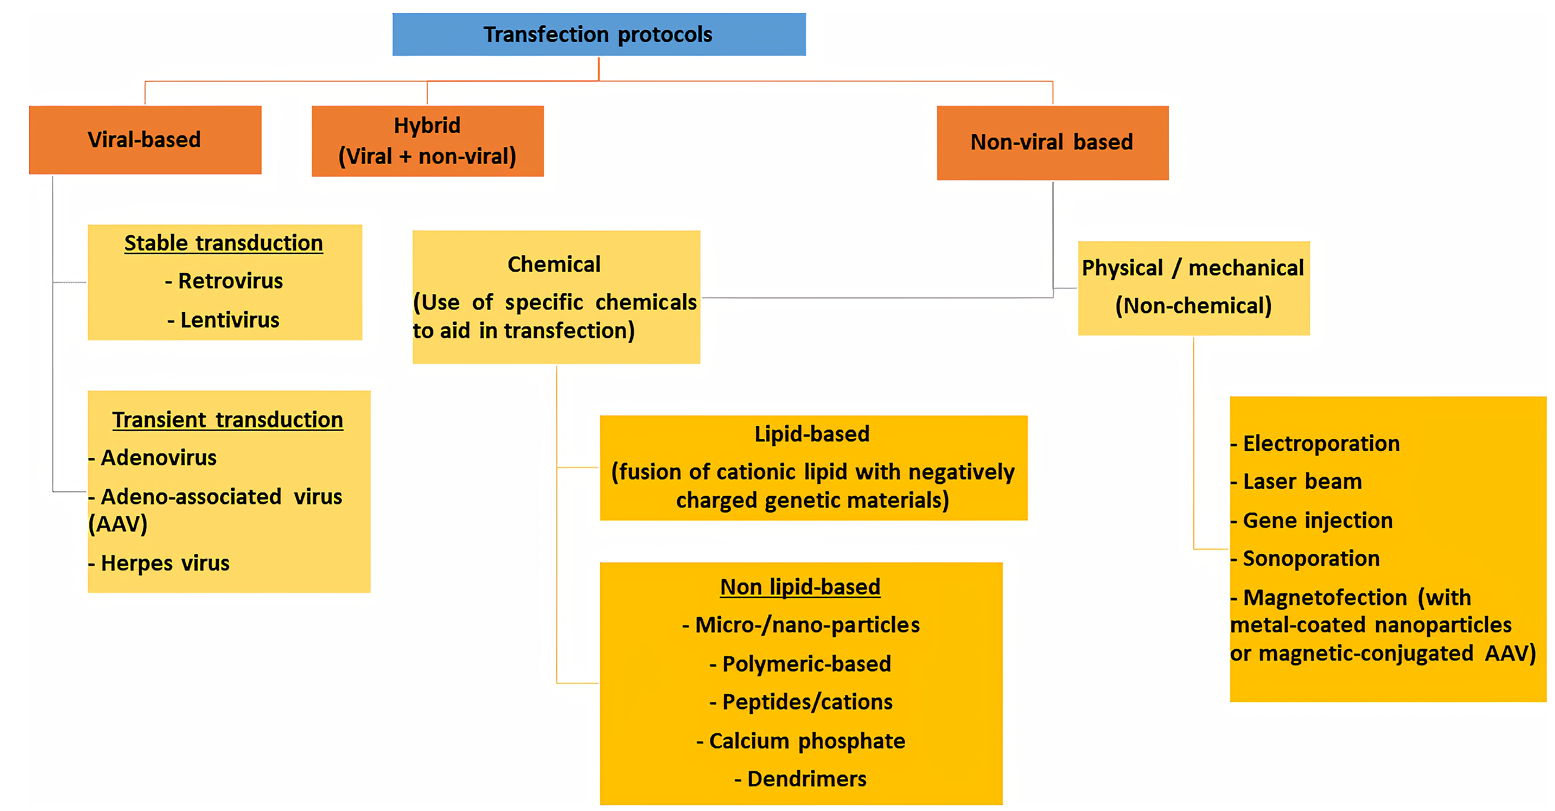 Transfection protocols
Viral-based
Hybrid
(Viral + non-viral)
Non-viral based
Stable transduction
- Retrovirus
- Lentivirus
Transient transduction
- Adenovirus
- Adeno-associated virus
(AAV)
- Herpes virus
Chemical
(Use of specific chemicals
to aid in transfection)
Lipid-based
(fusion of cationic lipid with negatively
charged genetic materials)
Non lipid-based
- Micro-/nano-particles
- Polymeric-based
- Peptides/cations
- Calcium phosphate
- Dendrimers
Physical / mechanical
(Non-chemical)
- Electroporation
- Laser beam
- Gene injection
- Sonoporation
- Magnetofection (with
metal-coated nanoparticles
or magnetic-conjugated AAV)